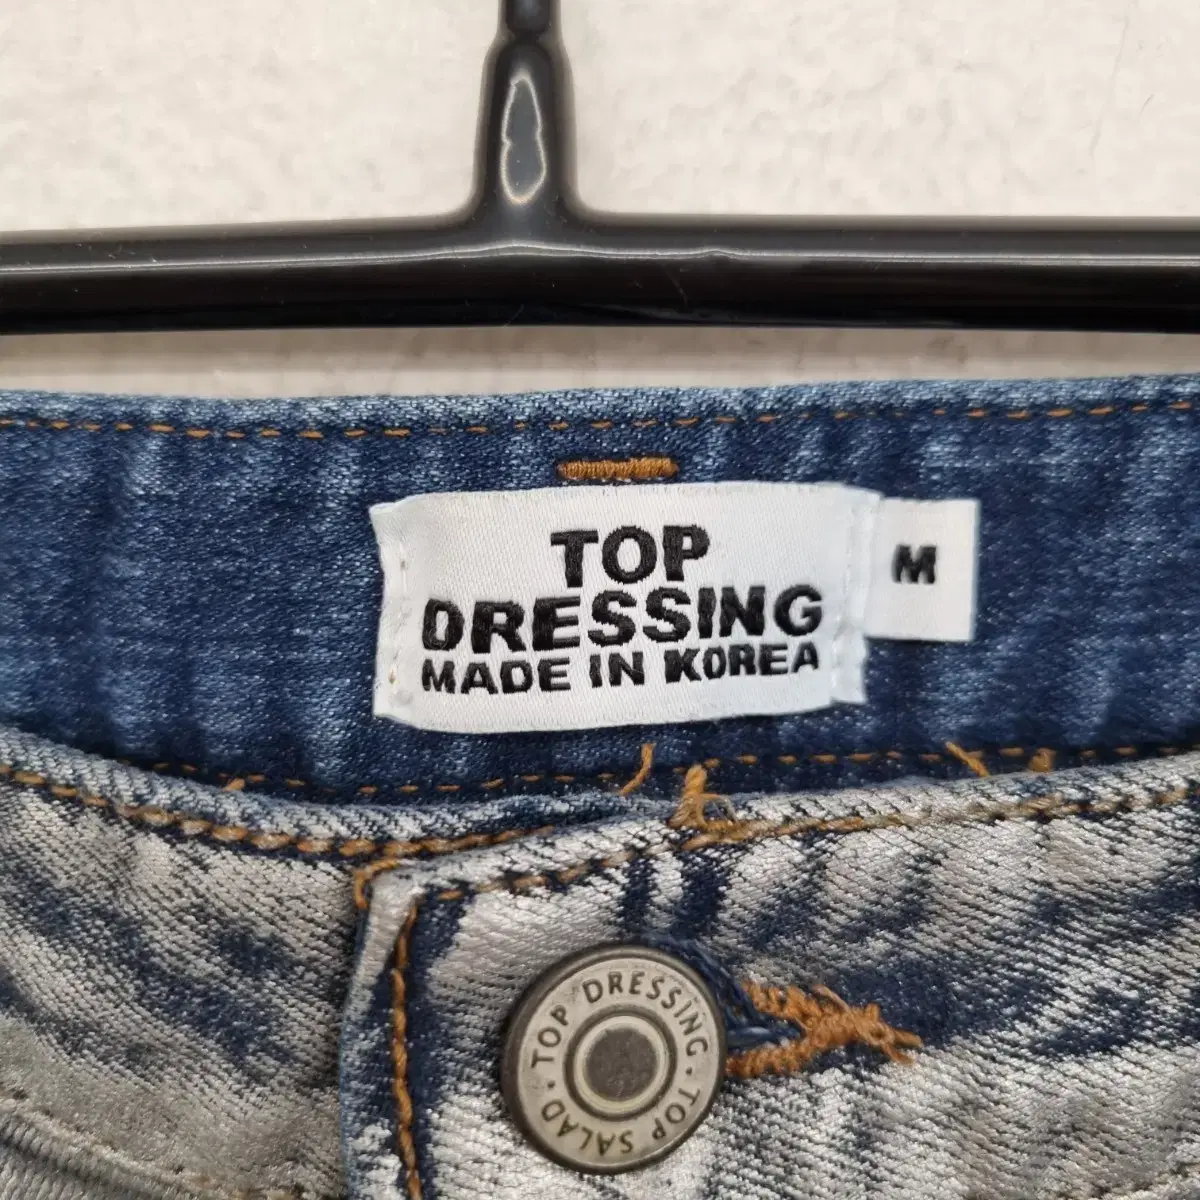 TOP
DRESSING
MADE IN KOREA
M
TOP DRESSING · TOP SALAD ·